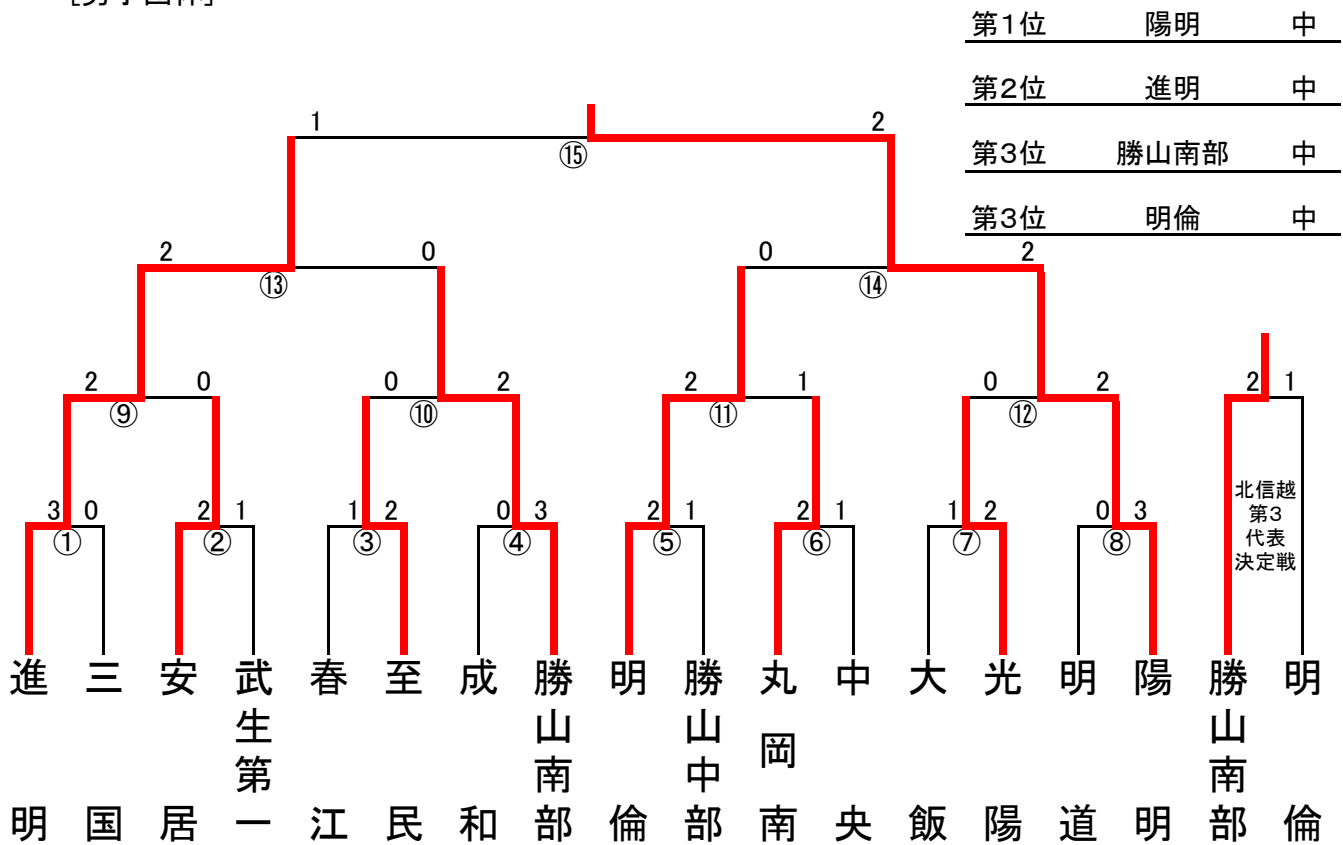 第1位 陽明 中
第2位 進明 中
第3位 勝山南部 中
第3位 明倫 中
1 2
⑮
2 0 0 2
⑬ ⑭
2 0 0 2 2 1 0 2 2 1
⑨ ⑩ ⑪ ⑫
3 0 2 1 1 2 0 3 2 1 2 1 1 2 0 3
① ② ③ ④ ⑤ ⑥ ⑦ ⑧
北信越
第3
代表
決定戦
進明
三国
安居
武生第一
春江
至民
成和
勝山南部
明倫
勝山中部
丸岡南
中央
大飯
光陽
明道
陽明
勝山南部
明倫